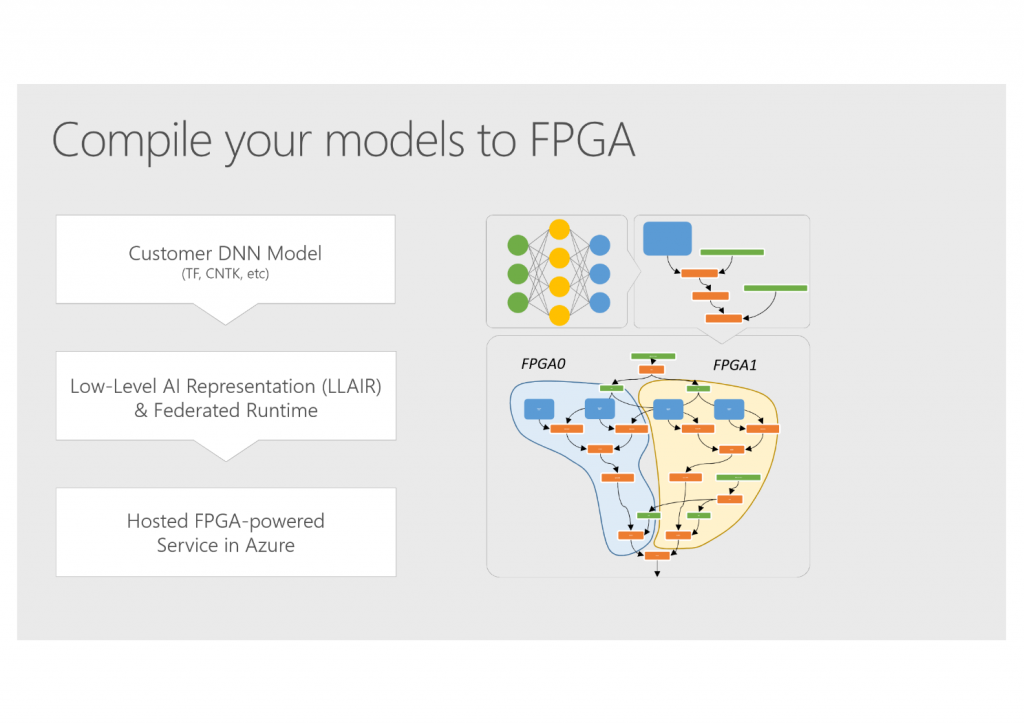 Compile your models to FPGA
Customer DNN Model
(TF, CNTK, etc)
Low-Level AI Representation (LLAIR)
& Federated Runtime
Hosted FPGA-powered
Service in Azure
FPGA0
FPGA1